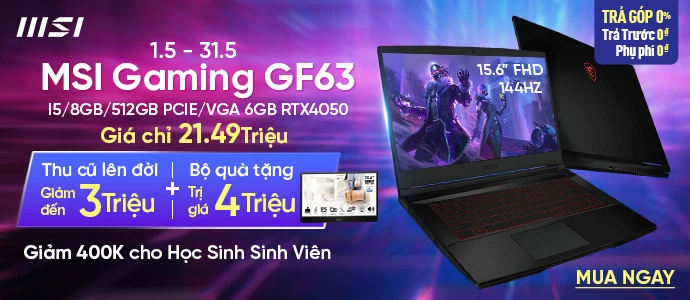 msi
1.5 - 31.5
MSI Gaming GF63
I5/8GB/512GB PCIE/VGA 6GB RTX4050
Giá chỉ 21.49Triệu
Thu cũ lên đời
Giảm đến 3Triệu
+
Bộ quà tặng
Trị giá 4Triệu
15.6"
Giảm 400K cho Học Sinh Sinh Viên
15.6" FHD
144HZ
TRẢ GÓP 0%
Trả Trước 0đ
Phụ phí 0đ
MUA NGAY